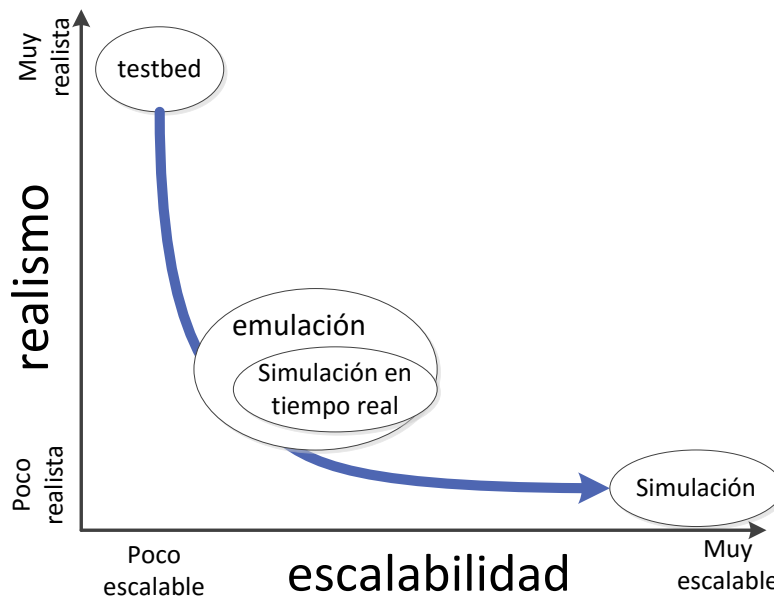 Muy
realista
testbed
realismo
emulación
Simulación en
tiempo real
Poco
realista
Simulación
Poco
escalable
escalabilidad
Muy
escalable